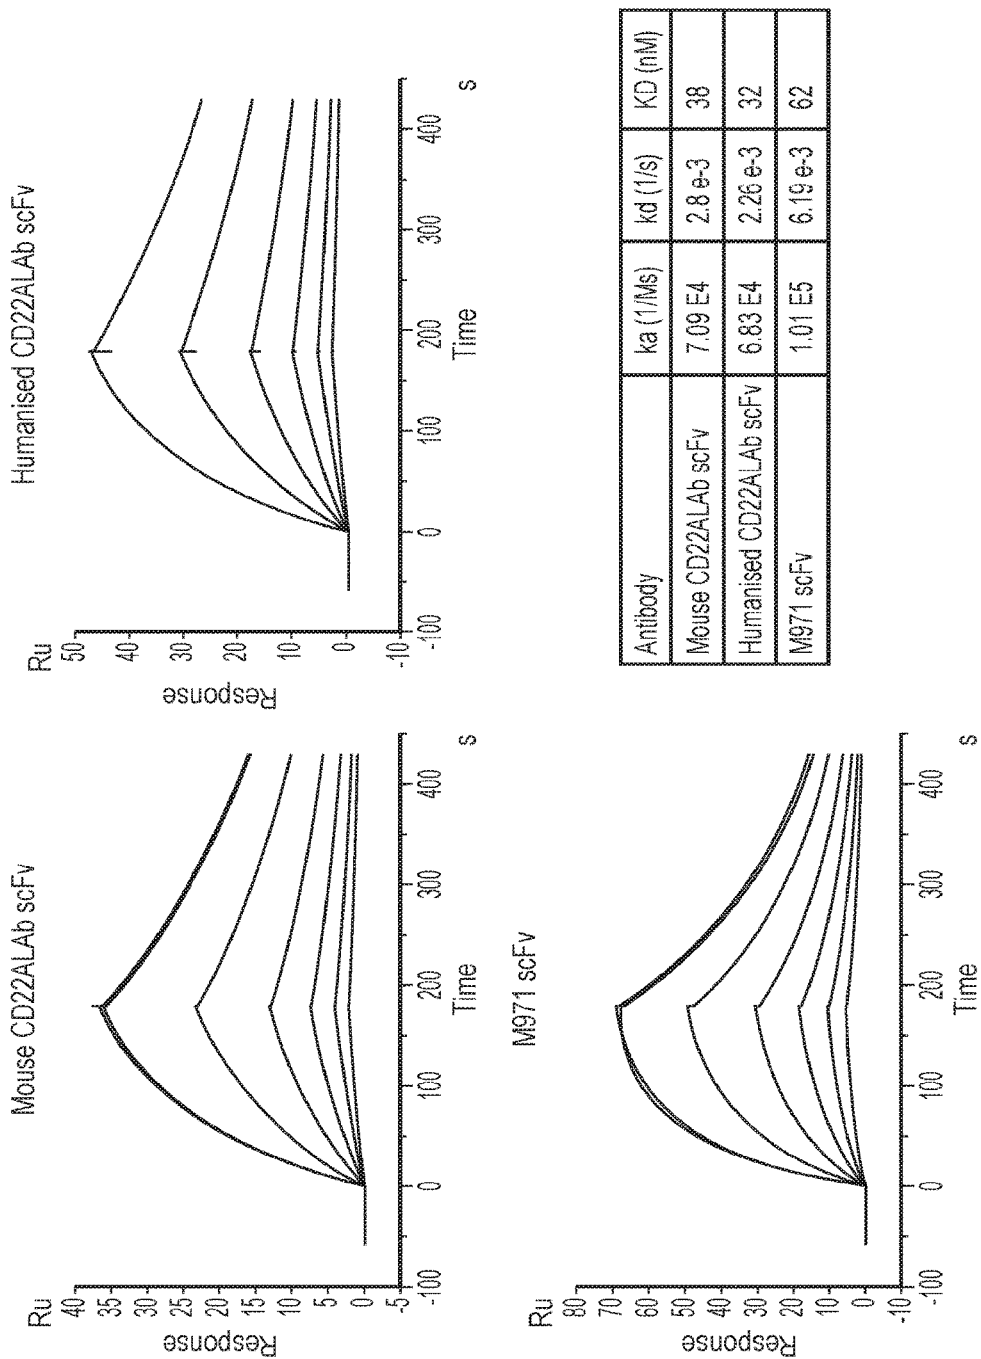 Mouse CD22ALAb scFv
Ru
40
35
30
25
20
15
10
5
0
-5
Response
-100 0 100 200 300 400
Time s
Humanised CD22ALAb scFv
Ru
50
40
30
20
10
0
-10
Response
-100 0 100 200 300 400
Time s
M971 scFv
Ru
80
70
60
50
40
30
20
10
0
-10
Response
-100 0 100 200 300 400
Time s
Antibody ka (1/Ms) kd (1/s) KD (nM)
Mouse CD22ALAb scFv 7.09 E4 2.8 e-3 38
Humanised CD22ALAb scFv 6.83 E4 2.26 e-3 32
M971 scFv 1.01 E5 6.19 e-3 62